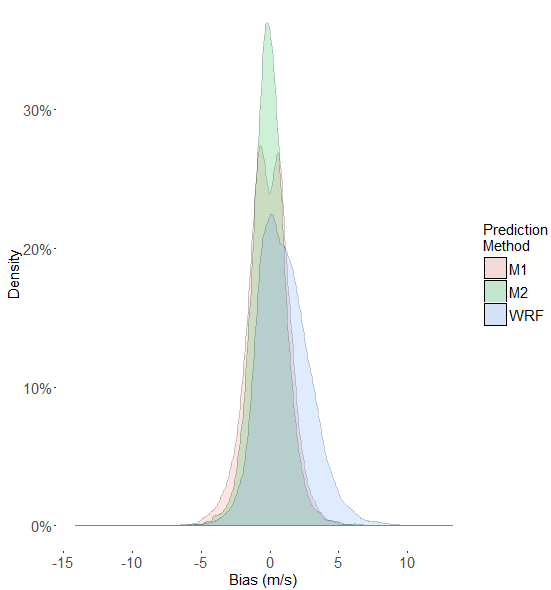 30%
20%
10%
0%
Density
-15 -10 -5 0 5 10
Bias (m/s)
Prediction
Method
M1
M2
WRF